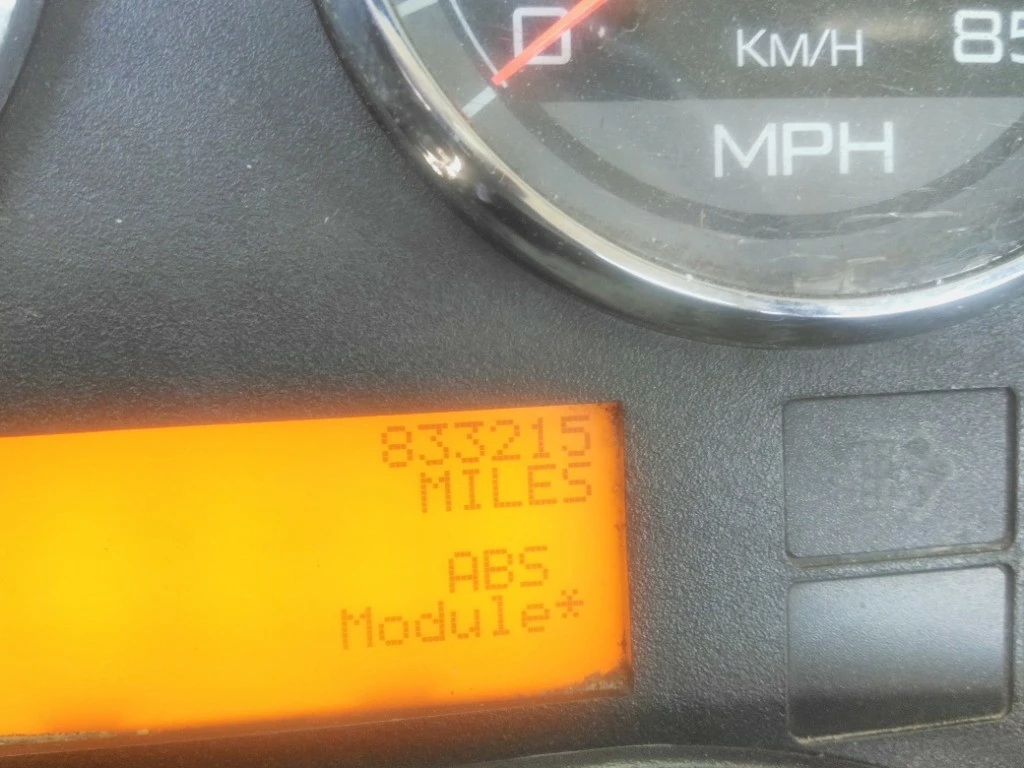 0 KM/H 85
MPH
833215
MILES
ABS
Module*